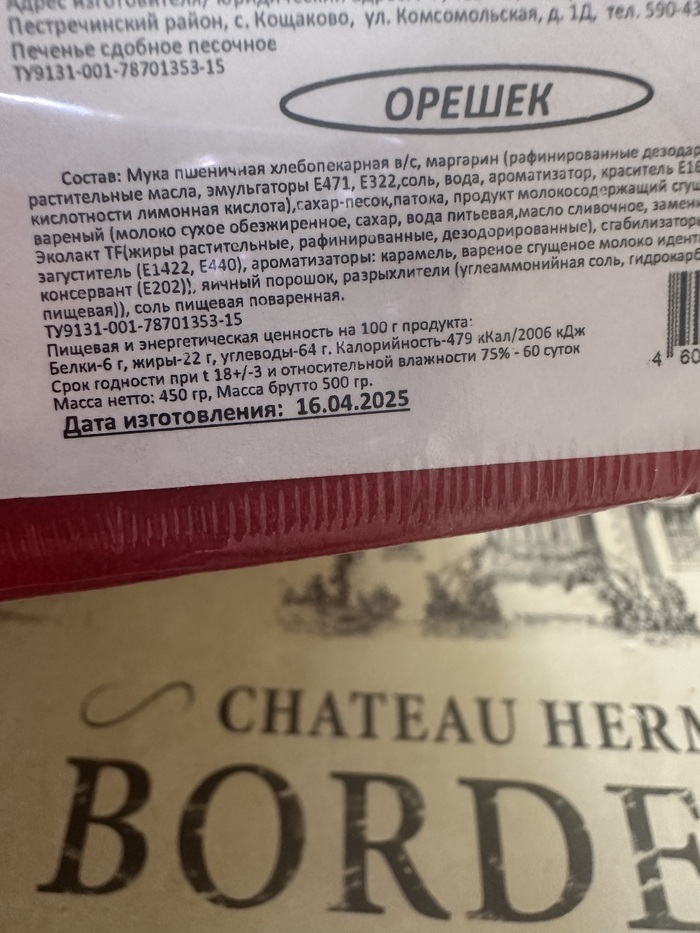 Пестречинский район, с. Кощаково, ул. Комсомольская, д. 1Д, тел. 590-43
Печенье сдобное песочное
ТУ9131-001-78701353-15
ОРЕШЕК
Состав: Мука пшеничная хлебопекарная в/с, маргарин (рафинированные дезодар
растительные масла, эмульгаторы Е471, Е322,соль, вода, ароматизатор, краситель Е16
кислотности лимонная кислота),сахар-песок,патока, продукт молокосодержащий сгущ
вареный (молоко сухое обезжиренное, сахар, вода питьевая,масло сливочное, замени
Эколакт TF(жиры растительные, рафинированные, дезодорированные), стабилизаторы
загуститель (Е1422, Е440), ароматизаторы: карамель, вареное сгущеное молоко идент
консервант (Е202)), яичный порошок, разрыхлители (углеаммонийная соль, гидрокарб
пищевая)), соль пищевая поваренная.
ТУ9131-001-78701353-15
Пищевая и энергетическая ценность на 100 г продукта:
Белки-6 г, жиры-22 г, углеводы-64 г. Калорийность-479 кКал/2006 кДж
Срок годности при t 18+/-3 и относительной влажности 75% - 60 суток
Масса нетто: 450 гр, Масса брутто 500 гр.
Дата изготовления: 16.04.2025
4 60
CHATEAU HERM
BORDE